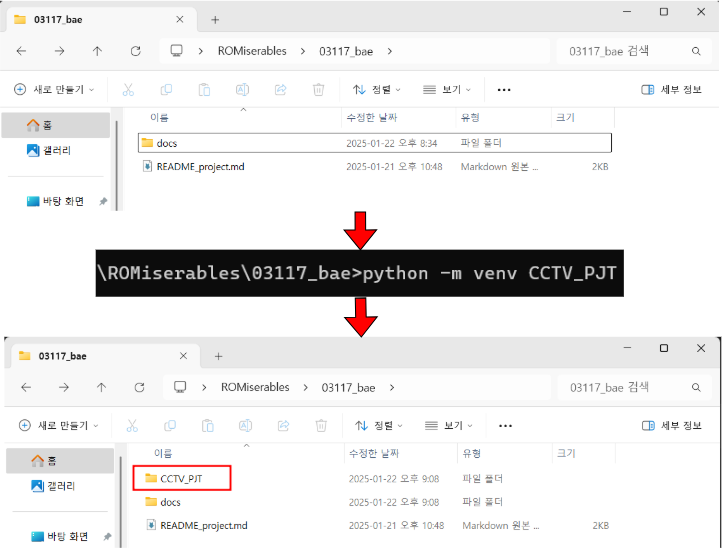 03117_bae
ROMiserables
03117_bae
03117_bae 검색
새로 만들기
정렬
보기
세부 정보
홈
갤러리
바탕 화면
이름 수정한 날짜 유형 크기
docs 2025-01-22 오후 8:34 파일 폴더
README_project.md 2025-01-21 오후 10:48 Markdown 원본 ... 2KB
\ROMiserables\03117_bae>python -m venv CCTV_PJT
03117_bae
ROMiserables
03117_bae
03117_bae 검색
새로 만들기
정렬
보기
세부 정보
홈
갤러리
바탕 화면
이름 수정한 날짜 유형 크기
CCTV_PJT 2025-01-22 오후 9:08 파일 폴더
docs 2025-01-22 오후 9:08 파일 폴더
README_project.md 2025-01-21 오후 10:48 Markdown 원본 ... 2KB